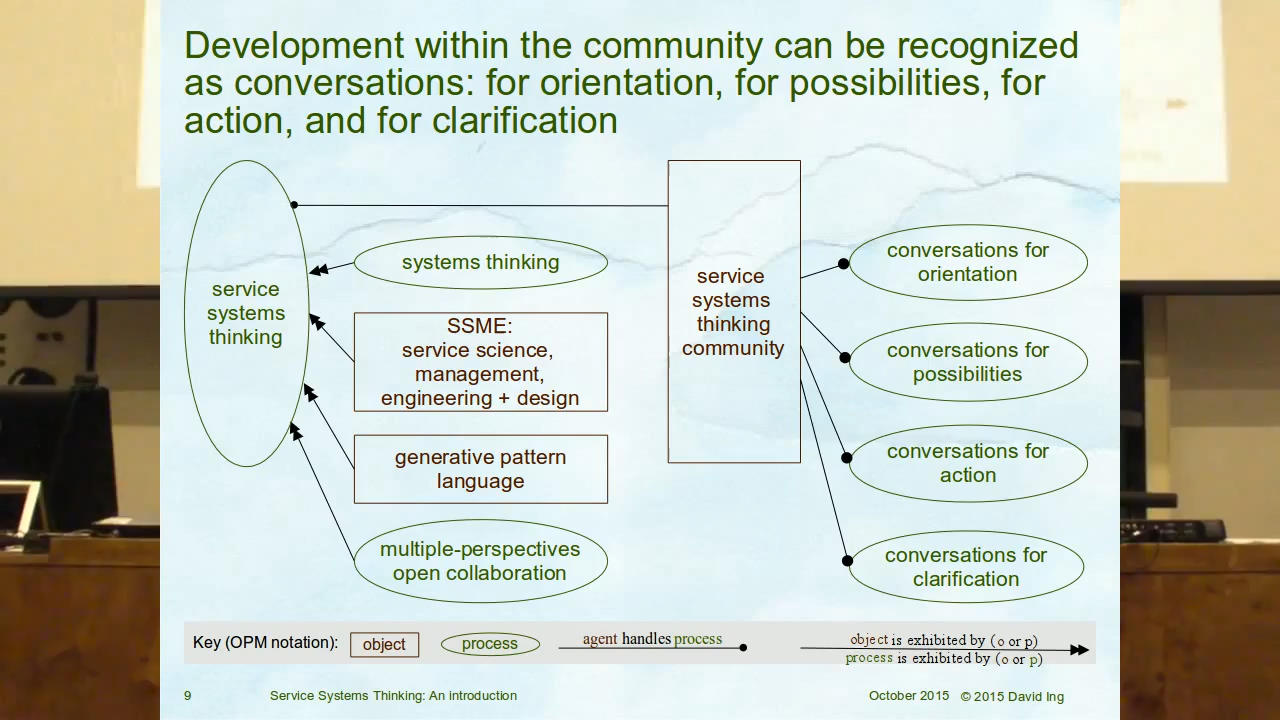 Development within the community can be recognized
as conversations: for orientation, for possibilities, for
action, and for clarification
service
systems
thinking
systems thinking
SSME:
service science,
management,
engineering + design
generative pattern
language
multiple-perspectives
open collaboration
service
systems
thinking
community
conversations for
orientation
conversations for
possibilities
conversations for
action
conversations for
clarification
Key (OPM notation):
object
process
agent handles process
object is exhibited by (o or p)
process is exhibited by (o or p)
9
Service Systems Thinking: An introduction
October 2015
© 2015 David Ing